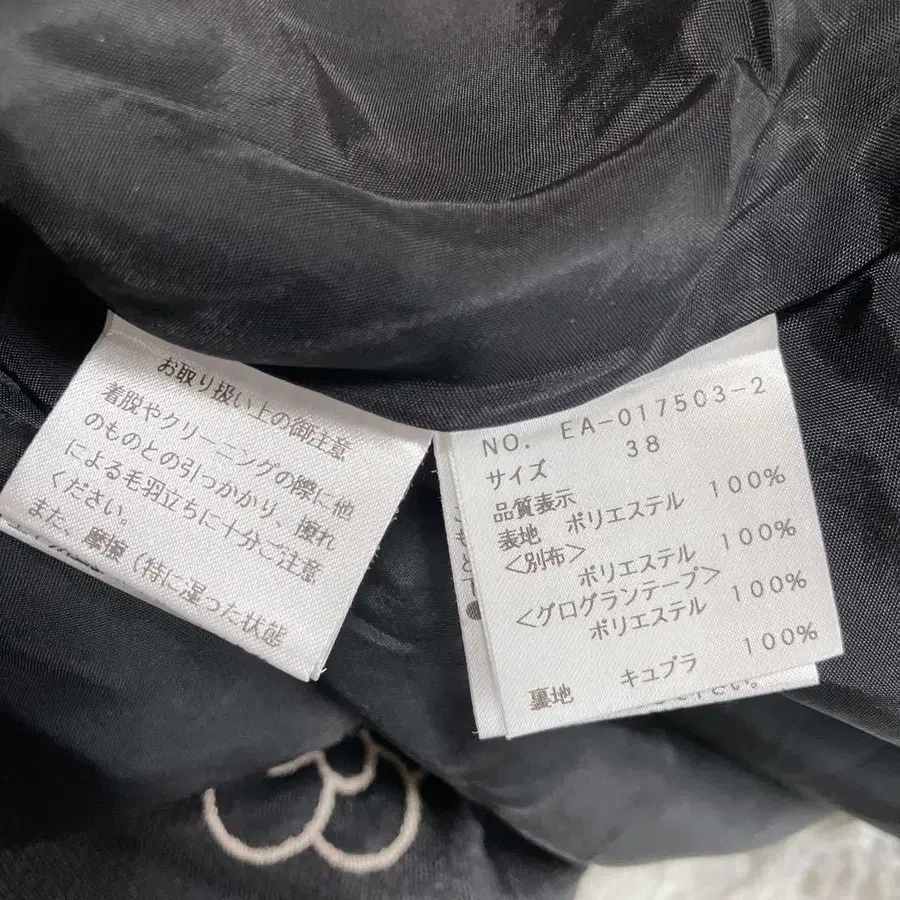 お取り扱い上の御注意
着脱やクリーニングの際に他
のものとの引っかかり、擦れ
による毛羽立ちに十分ご注意
ください。
また、摩擦（特に湿った状態
NO. EA-017503-2
サイズ 38
品質表示
表地 ポリエステル 100%
<別布>
ポリエステル 100%
<グログランテープ>
ポリエステル 100%
裏地 キュプラ 100%